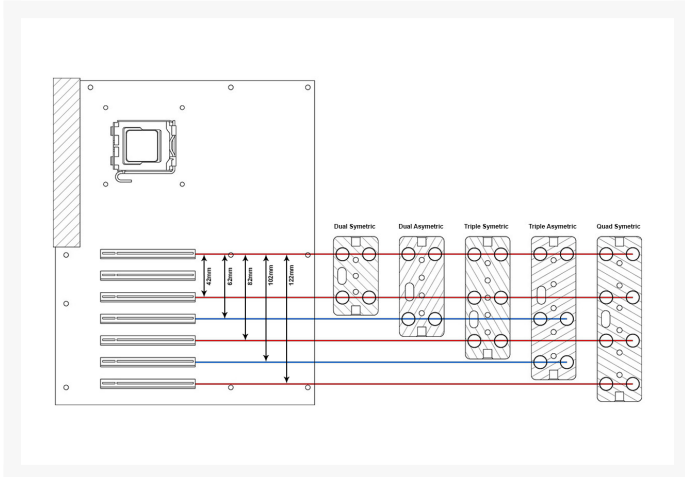 Dual Symetric
Dual Asymetric
Triple Symetric
Triple Asymetric
Quad Symetric
42mm
62mm
82mm
102mm
122mm